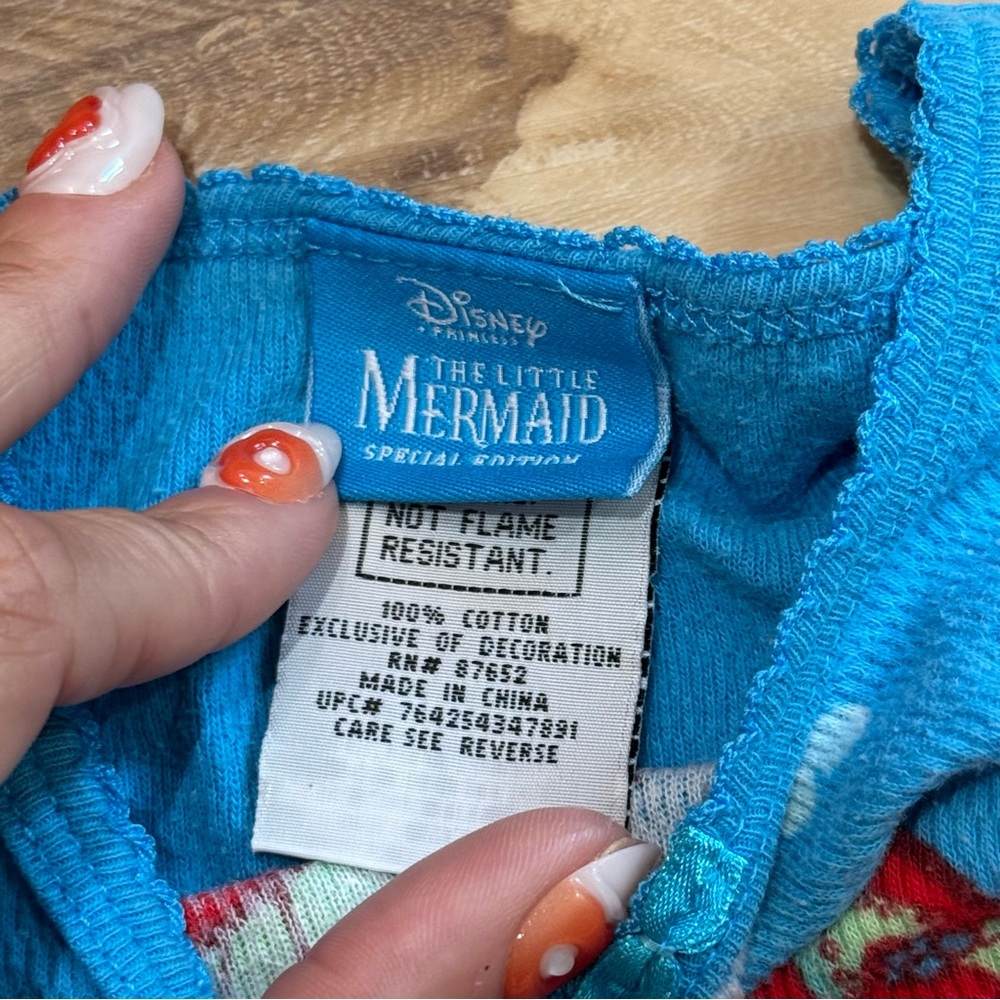 Disney
PRINCESS
THE LITTLE
MERMAID
SPECIAL EDITION
NOT FLAME
RESISTANT.
100% COTTON
EXCLUSIVE OF DECORATION
RN# 87652
MADE IN CHINA
UPC# 764254347891
CARE SEE REVERSE